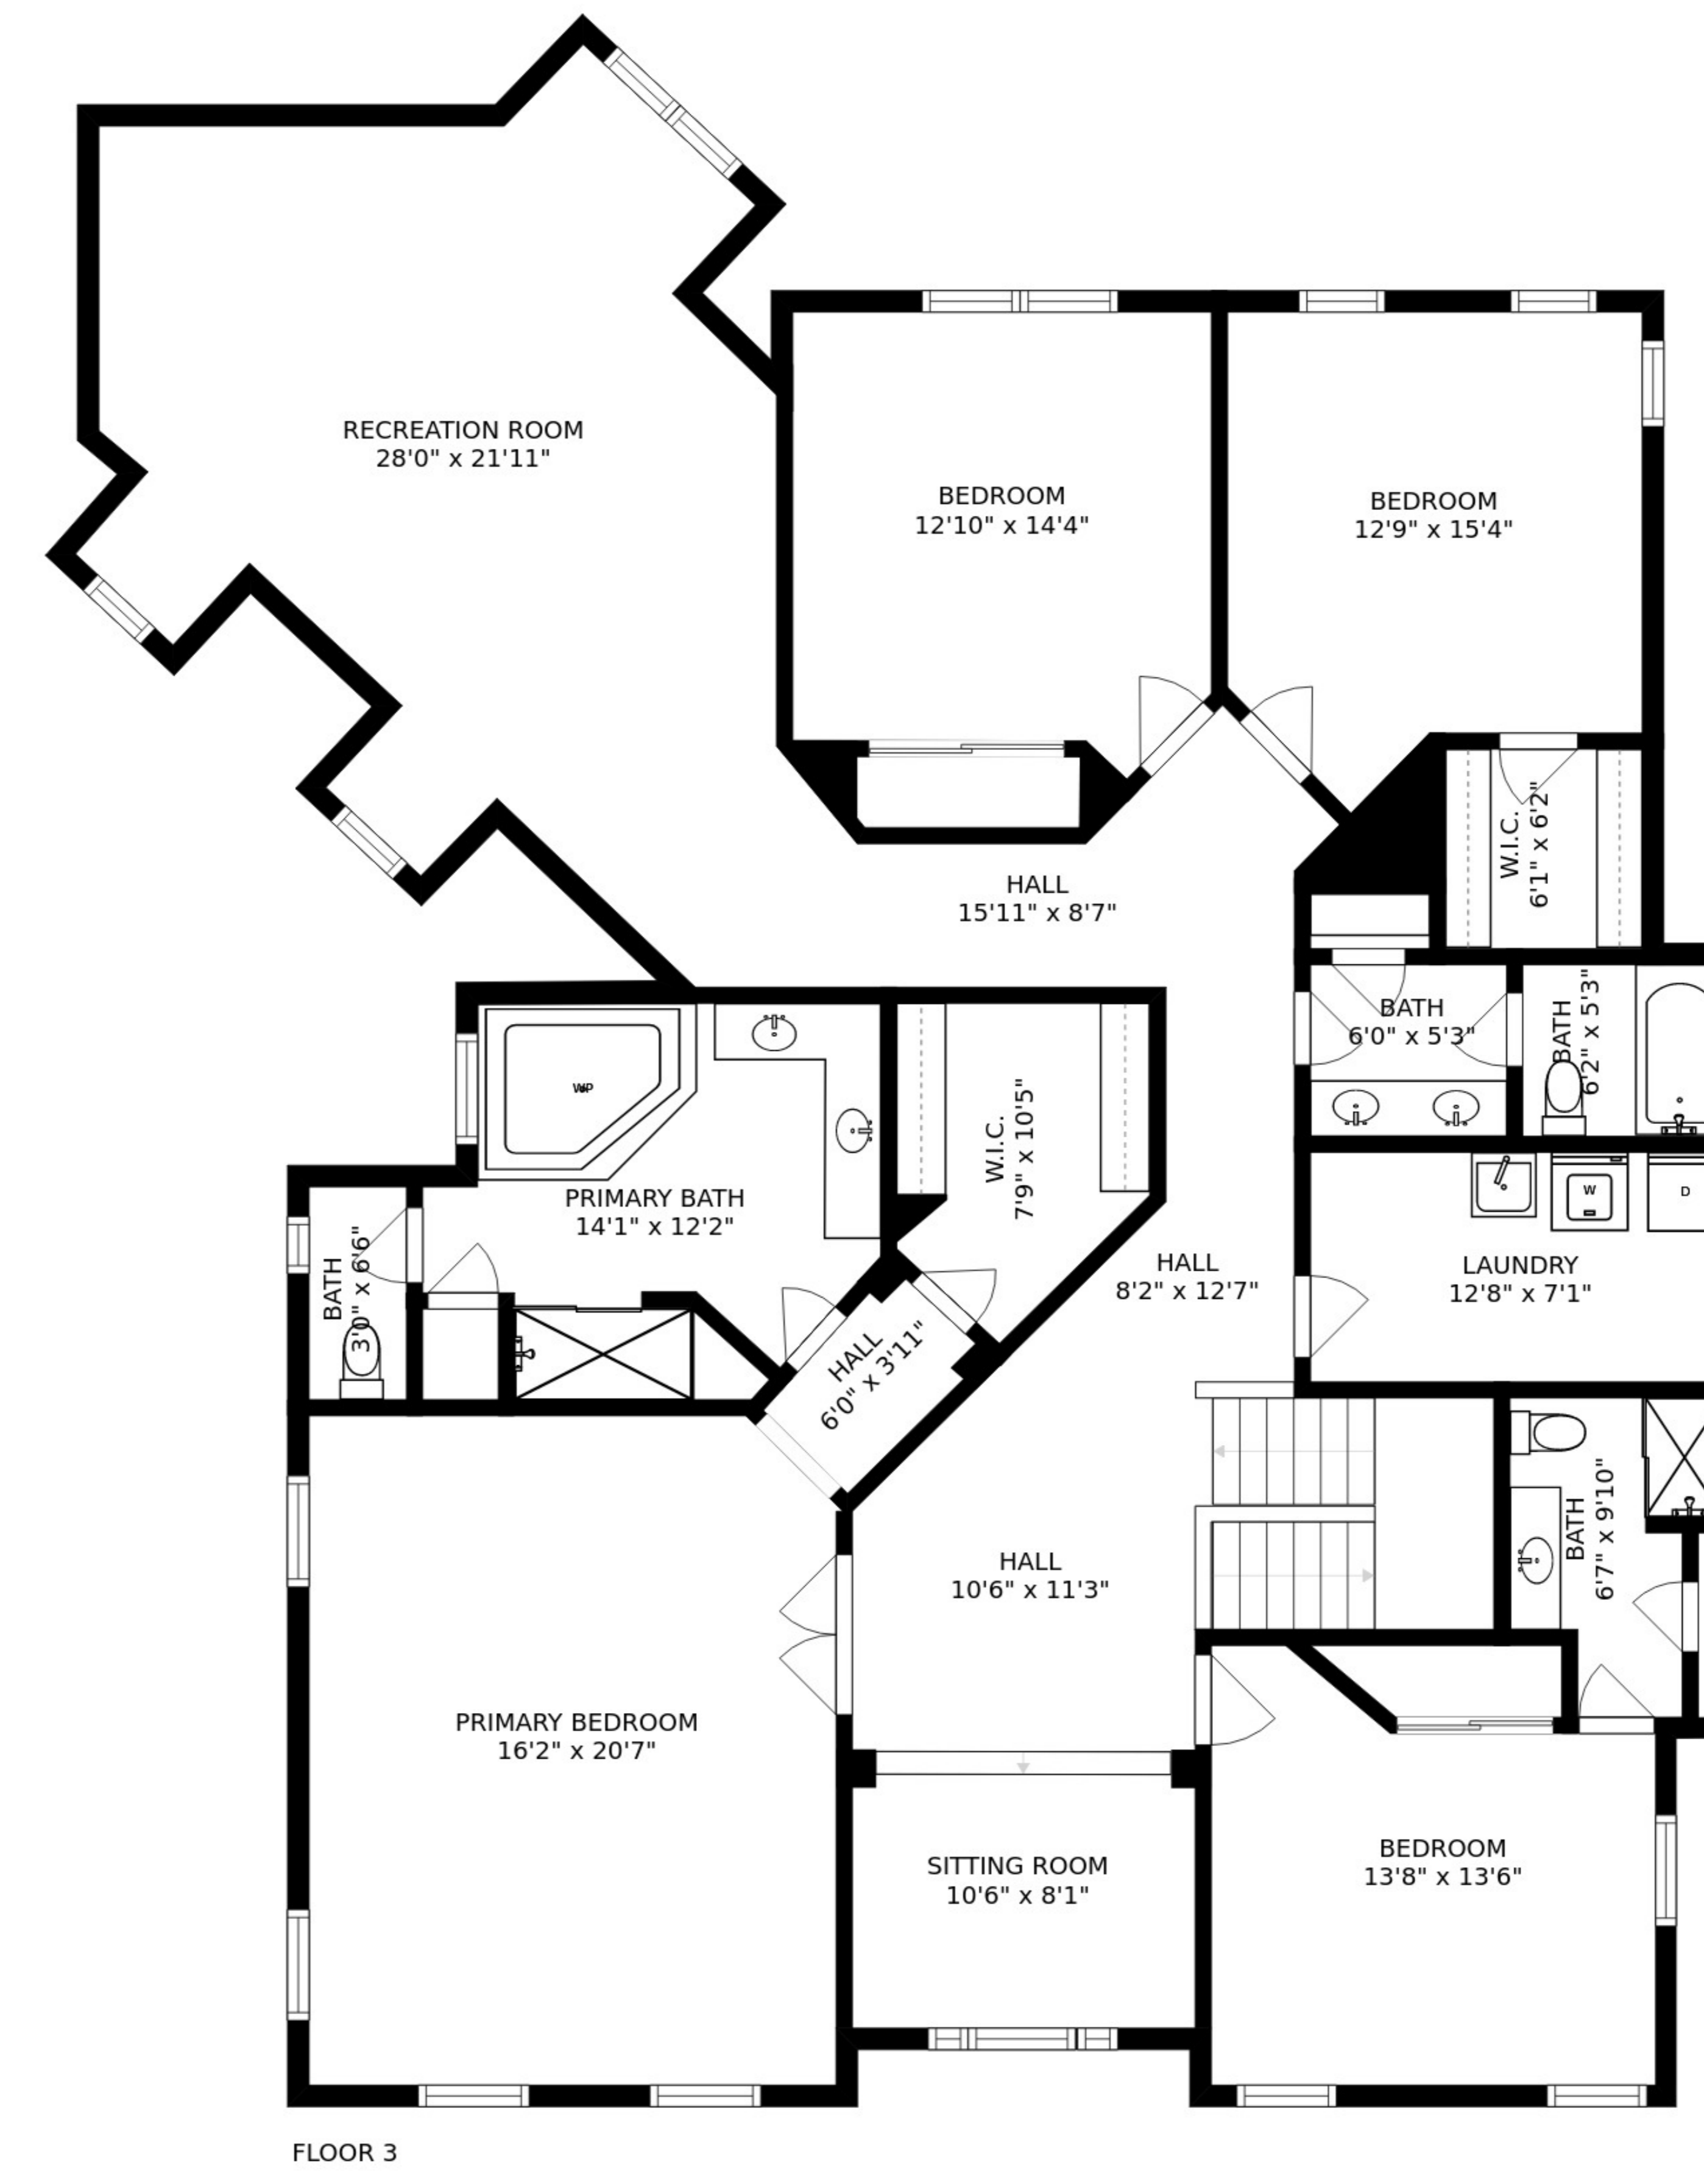 RECREATION ROOM
28'0" x 21'11"
BEDROOM
12'10" x 14'4"
BEDROOM
12'9" x 15'4"
W.I.C.
6'1" x 6'2"
HALL
15'11" x 8'7"
BATH
6'0" x 5'3"
BATH
6'2" x 5'3"
WP
W.I.C.
7'9" x 10'5"
PRIMARY BATH
14'1" x 12'2"
W
D
BATH
3'0" x 6'6"
HALL
8'2" x 12'7"
LAUNDRY
12'8" x 7'1"
HALL
6'0" x 3'11"
BATH
6'7" x 9'10"
HALL
10'6" x 11'3"
PRIMARY BEDROOM
16'2" x 20'7"
SITTING ROOM
10'6" x 8'1"
BEDROOM
13'8" x 13'6"
FLOOR 3